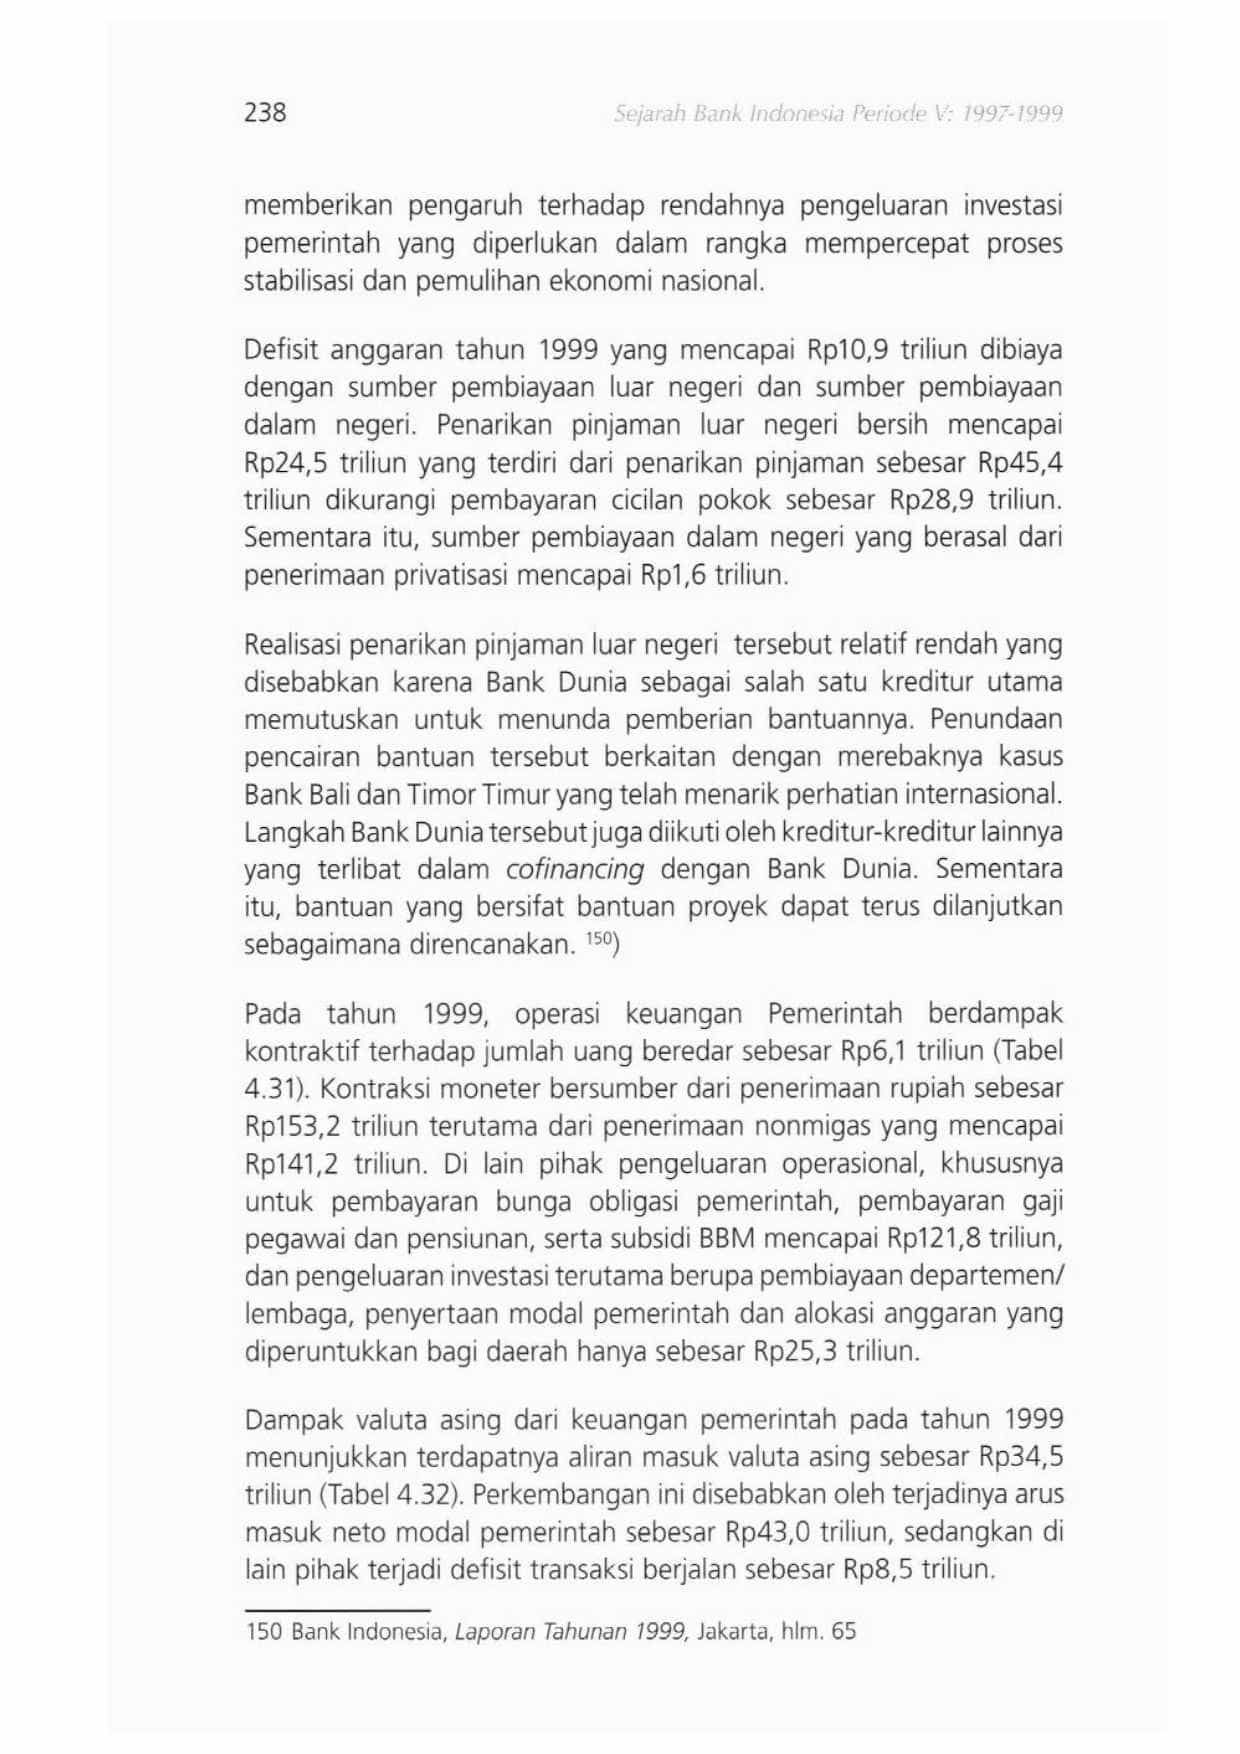 238
Sejarah Bank Indonesia Periode V: 1997-1999
memberikan pengaruh terhadap rendahnya pengeluaran investasi
pemerintah yang diperlukan dalam rangka mempercepat proses
stabilisasi dan pemulihan ekonomi nasional.
Defisit anggaran tahun 1999 yang mencapai Rp10,9 triliun dibiaya
dengan sumber pembiayaan luar negeri dan sumber pembiayaan
dalam negeri. Penarikan pinjaman luar negeri bersih mencapai
Rp24,5 triliun yang terdiri dari penarikan pinjaman sebesar Rp45,4
triliun dikurangi pembayaran cicilan pokok sebesar Rp28,9 triliun.
Sementara itu, sumber pembiayaan dalam negeri yang berasal dari
penerimaan privatisasi mencapai Rp1,6 triliun.
Realisasi penarikan pinjaman luar negeri tersebut relatif rendah yang
disebabkan karena Bank Dunia sebagai salah satu kreditur utama
memutuskan untuk menunda pemberian bantuannya. Penundaan
pencairan bantuan tersebut berkaitan dengan merebaknya kasus
Bank Bali dan Timor Timur yang telah menarik perhatian internasional.
Langkah Bank Dunia tersebut juga diikuti oleh kreditur-kreditur lainnya
yang terlibat dalam cofinancing dengan Bank Dunia. Sementara
itu, bantuan yang bersifat bantuan proyek dapat terus dilanjutkan
sebagaimana direncanakan. 150)
Pada tahun 1999, operasi keuangan Pemerintah berdampak
kontraktif terhadap jumlah uang beredar sebesar Rp6,1 triliun (Tabel
4.31). Kontraksi moneter bersumber dari penerimaan rupiah sebesar
Rp153,2 triliun terutama dari penerimaan nonmigas yang mencapai
Rp141,2 triliun. Di lain pihak pengeluaran operasional, khususnya
untuk pembayaran bunga obligasi pemerintah, pembayaran gaji
pegawai dan pensiunan, serta subsidi BBM mencapai Rp121,8 triliun,
dan pengeluaran investasi terutama berupa pembiayaan departemen/
lembaga, penyertaan modal pemerintah dan alokasi anggaran yang
diperuntukkan bagi daerah hanya sebesar Rp25,3 triliun.
Dampak valuta asing dari keuangan pemerintah pada tahun 1999
menunjukkan terdapatnya aliran masuk valuta asing sebesar Rp34,5
triliun (Tabel 4.32). Perkembangan ini disebabkan oleh terjadinya arus
masuk neto modal pemerintah sebesar Rp43,0 triliun, sedangkan di
lain pihak terjadi defisit transaksi berjalan sebesar Rp8,5 triliun.
150 Bank Indonesia, Laporan Tahunan 1999, Jakarta, hlm. 65